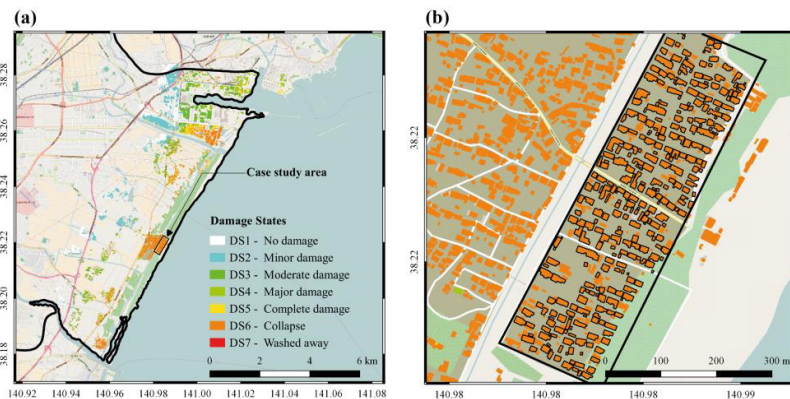 (a)
(b)
38.28
38.26
38.24
38.22
38.20
38.18
Case study area
Damage States
DS1 - No damage
DS2 - Minor damage
DS3 - Moderate damage
DS4 - Major damage
DS5 - Complete damage
DS6 - Collapse
DS7 - Washed away
0 2 4 6 km
140.92 140.94 140.96 140.98 141.00 141.02 141.04 141.06 141.08
38.22
38.22
0 100 200 300 m
140.98 140.98 140.98 140.99